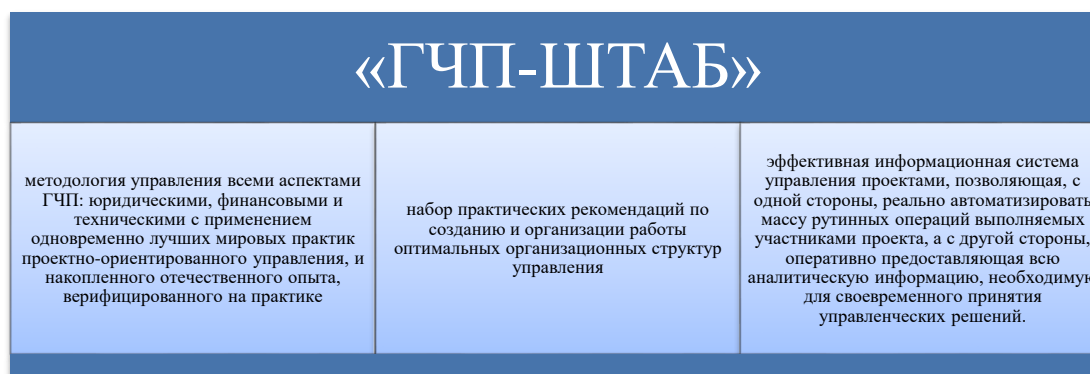 «ГЧП-ШТАБ»
методология управления всеми аспектами
ГЧП: юридическими, финансовыми и
техническими с применением
одновременно лучших мировых практик
проектно-ориентированного управления, и
накопленного отечественного опыта,
верифицированного на практике
набор практических рекомендаций по
созданию и организации работы
оптимальных организационных структур
управления
эффективная информационная система
управления проектами, позволяющая, с
одной стороны, реально автоматизировать
массу рутинных операций выполняемых
участниками проекта, а с другой стороны,
оперативно предоставляющая всю
аналитическую информацию, необходимую
для своевременного принятия
управленческих решений.